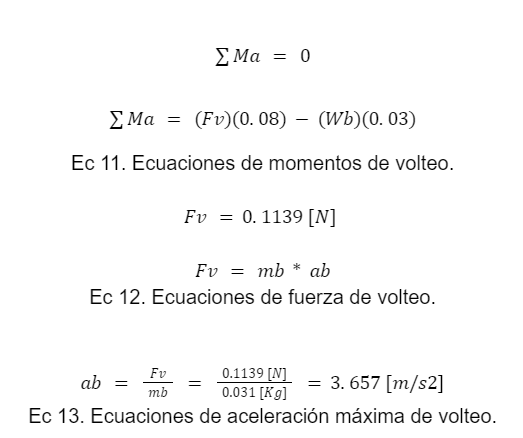 ∑ Ma = 0
∑ Ma = (Fv)(0. 08) − (Wb)(0. 03)
Ec 11. Ecuaciones de momentos de volteo.
Fv = 0. 1139 [N]
Fv = mb * ab
Ec 12. Ecuaciones de fuerza de volteo.
ab = Fv/mb = 0.1139 [N]/0.031 [Kg] = 3. 657 [m/s2]
Ec 13. Ecuaciones de aceleración máxima de volteo.